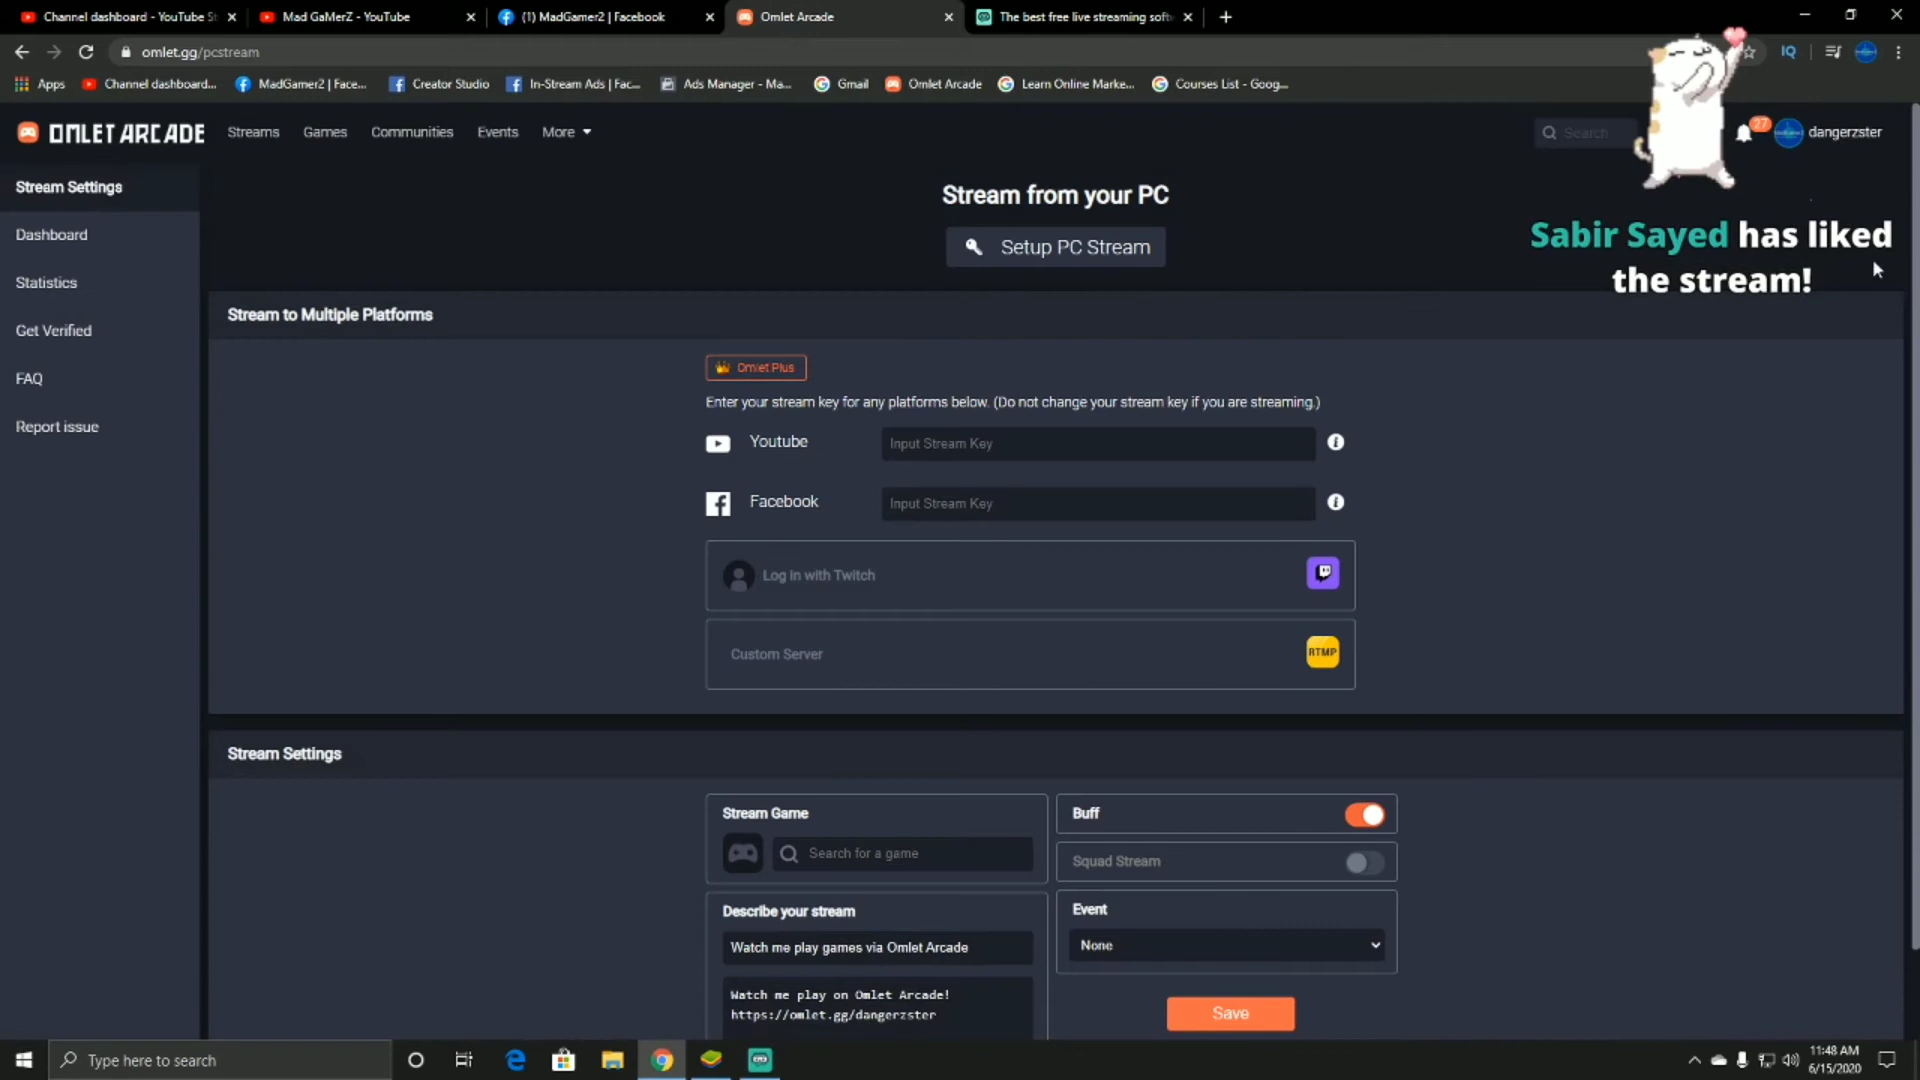 Channel dashboard - YouTube St
Mad GaMerZ - YouTube
(1) MadGamer2 | Facebook
Omlet Arcade
The best free live streaming soft
omlet.gg/pcstream
IQ
Apps
Channel dashboard...
MadGamer2 | Face...
Creator Studio
In-Stream Ads | Fac...
Ads Manager - Ma...
Gmail
Omlet Arcade
Learn Online Marke...
Courses List - Goog...
OMLET ARCADE
Streams
Games
Communities
Events
More
Search
27
dangerzster
Stream Settings
Dashboard
Statistics
Get Verified
FAQ
Report issue
Stream from your PC
Setup PC Stream
Sabir Sayed has liked
the stream!
Stream to Multiple Platforms
Omlet Plus
Enter your stream key for any platforms below. (Do not change your stream key if you are streaming.)
Youtube
Input Stream Key
Facebook
Input Stream Key
Log in with Twitch
Custom Server
RTMP
Stream Settings
Stream Game
Search for a game
Buff
Squad Stream
Describe your stream
Watch me play games via Omlet Arcade
Watch me play on Omlet Arcade!
https://omlet.gg/dangerzster
Event
None
Save
Type here to search
11:48 AM
6/15/2020